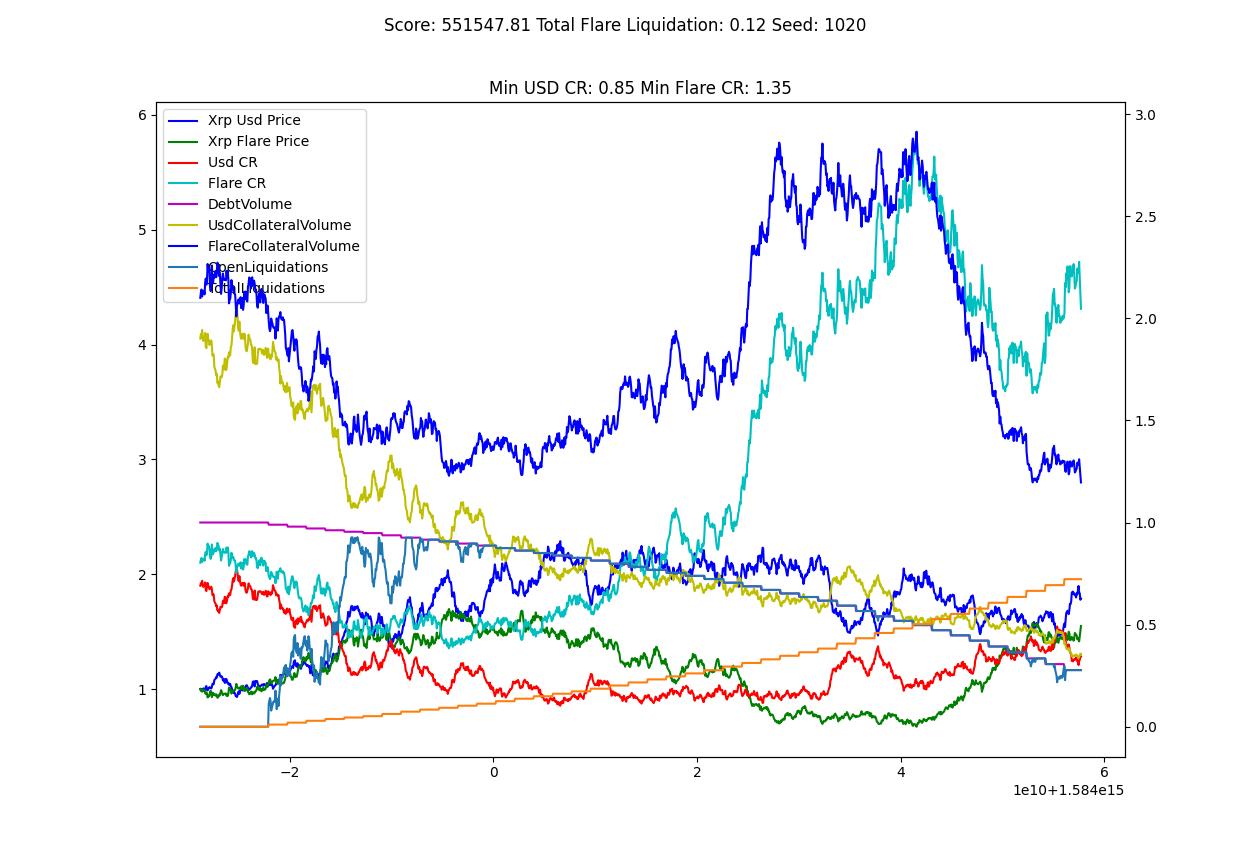 Score: 551547.81 Total Flare Liquidation: 0.12 Seed: 1020
Min USD CR: 0.85 Min Flare CR: 1.35
Xrp Usd Price
Xrp Flare Price
Usd CR
Flare CR
DebtVolume
UsdCollateralVolume
FlareCollateralVolume
OpenLiquidations
TotalLiquidations
6
5
4
3
2
1
3.0
2.5
2.0
1.5
1.0
0.5
0.0
−2
0
2
4
6
1e10+1.584e15